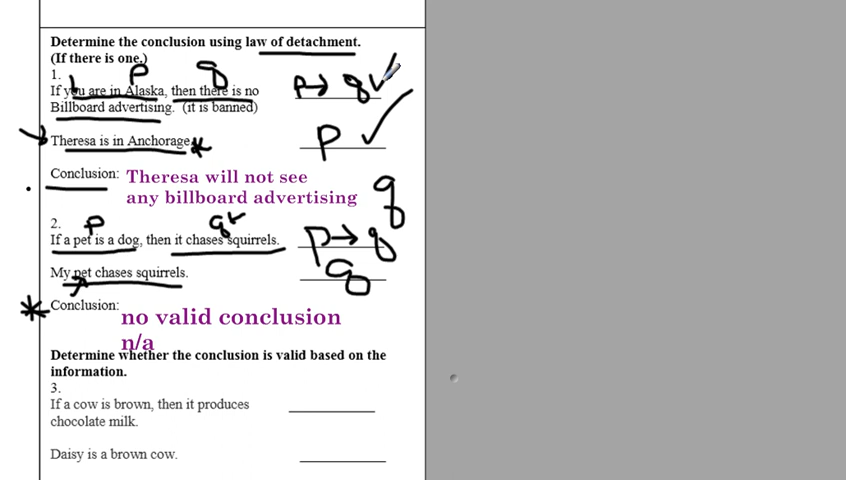 Determine the conclusion using law of detachment.
(If there is one.)
1.
p q
If you are in Alaska, then there is no
p → q
Billboard advertising. (it is banned)
Theresa is in Anchorage
p
Conclusion: Theresa will not see
any billboard advertising
q
2.
p q
If a pet is a dog, then it chases squirrels.
p → q
My pet chases squirrels.
q
Conclusion:
no valid conclusion
n/a
Determine whether the conclusion is valid based on the
information.
3.
If a cow is brown, then it produces
chocolate milk.
Daisy is a brown cow.